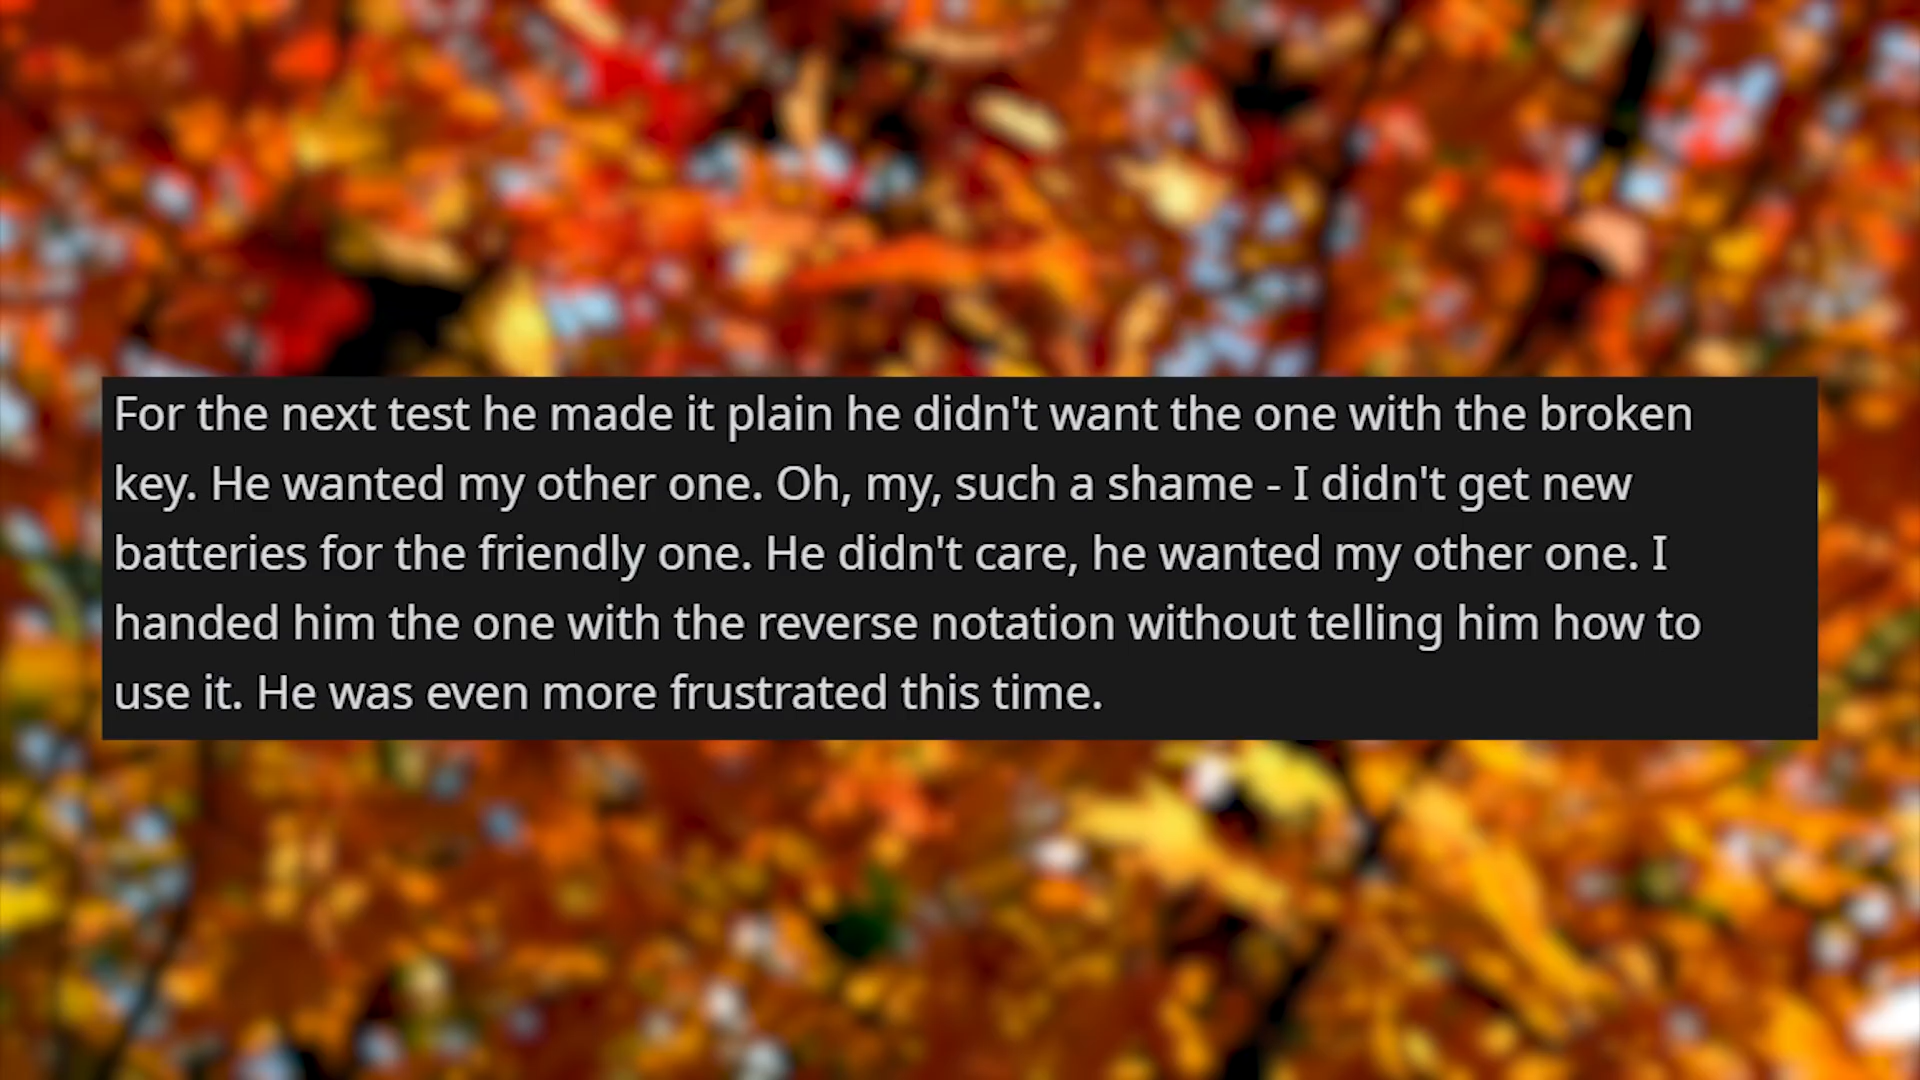 For the next test he made it plain he didn't want the one with the broken
key. He wanted my other one. Oh, my, such a shame - I didn't get new
batteries for the friendly one. He didn't care, he wanted my other one. I
handed him the one with the reverse notation without telling him how to
use it. He was even more frustrated this time.